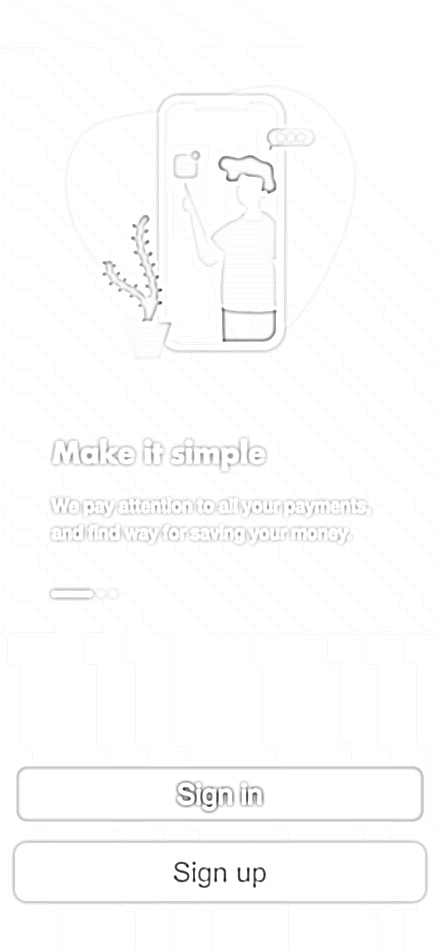 Make it simple
We pay attention to all your payments,
and find way for saving your money.
Sign in
Sign up